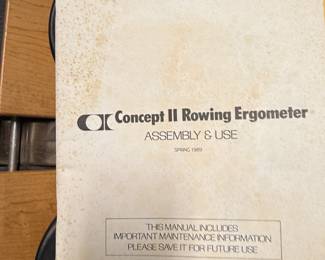 Concept II Rowing Ergometer
ASSEMBLY & USE
SPRING 1989
THIS MANUAL INCLUDES
IMPORTANT MAINTENANCE INFORMATION
PLEASE SAVE IT FOR FUTURE USE